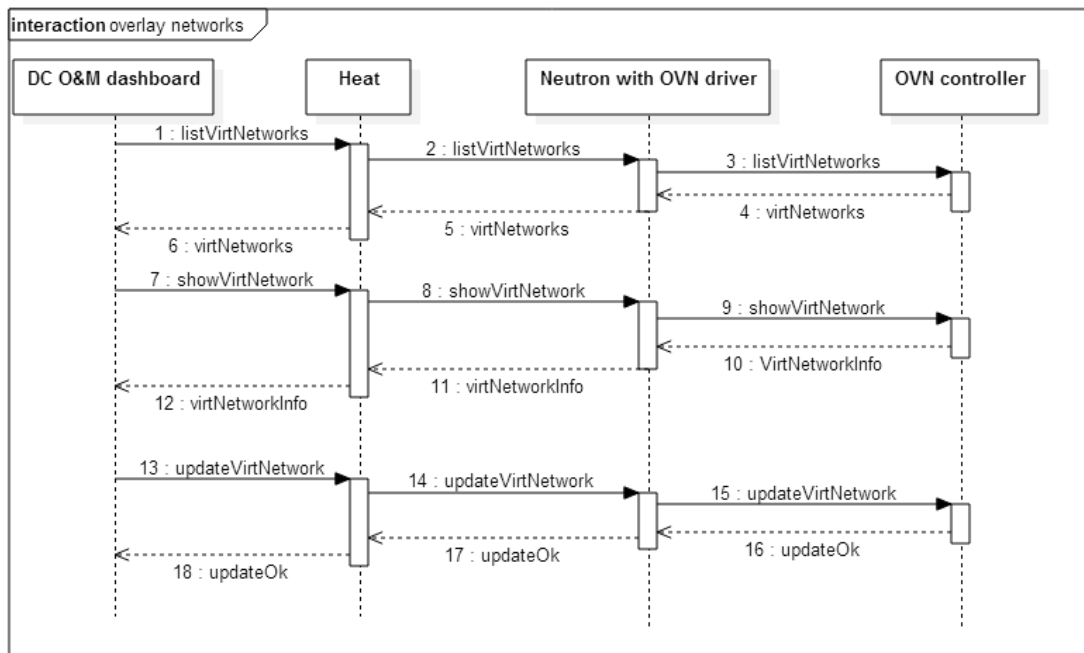 interaction overlay networks
DC O&M dashboard
Heat
Neutron with OVN driver
OVN controller
1 : listVirtNetworks
2 : listVirtNetworks
3 : listVirtNetworks
4 : virtNetworks
5 : virtNetworks
6 : virtNetworks
7 : showVirtNetwork
8 : showVirtNetwork
9 : showVirtNetwork
10 : VirtNetworkInfo
11 : virtNetworkInfo
12 : virtNetworkInfo
13 : updateVirtNetwork
14 : updateVirtNetwork
15 : updateVirtNetwork
16 : updateOk
17 : updateOk
18 : updateOk